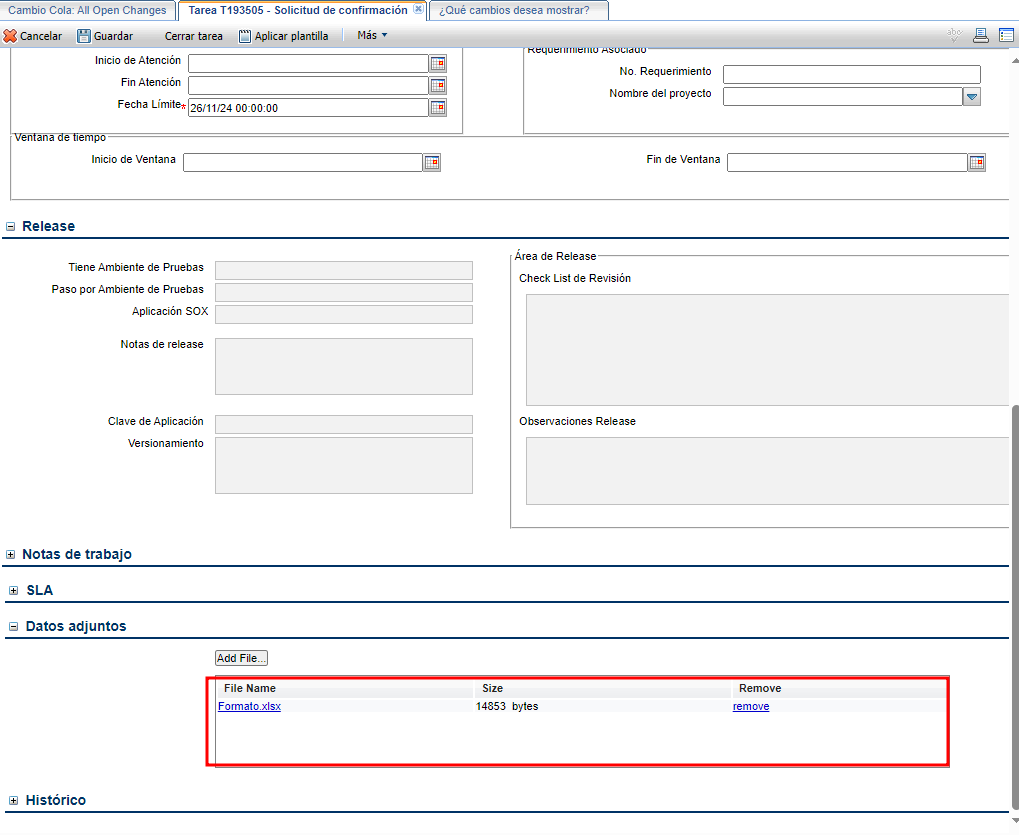 Cambio Cola: All Open Changes
Tarea T193505 - Solicitud de confirmación
¿Qué cambios desea mostrar?
Cancelar
Guardar
Cerrar tarea
Aplicar plantilla
Más
abc
Inicio de Atención
Fin Atención
Fecha Límite*
26/11/24 00:00:00
Requerimiento Asociado
No. Requerimiento
Nombre del proyecto
Ventana de tiempo
Inicio de Ventana
Fin de Ventana
Release
Tiene Ambiente de Pruebas
Paso por Ambiente de Pruebas
Aplicación SOX
Notas de release
Clave de Aplicación
Versionamiento
Área de Release
Check List de Revisión
Observaciones Release
Notas de trabajo
SLA
Datos adjuntos
Add File...
File Name Size Remove
Formato.xlsx 14853 bytes remove
Histórico